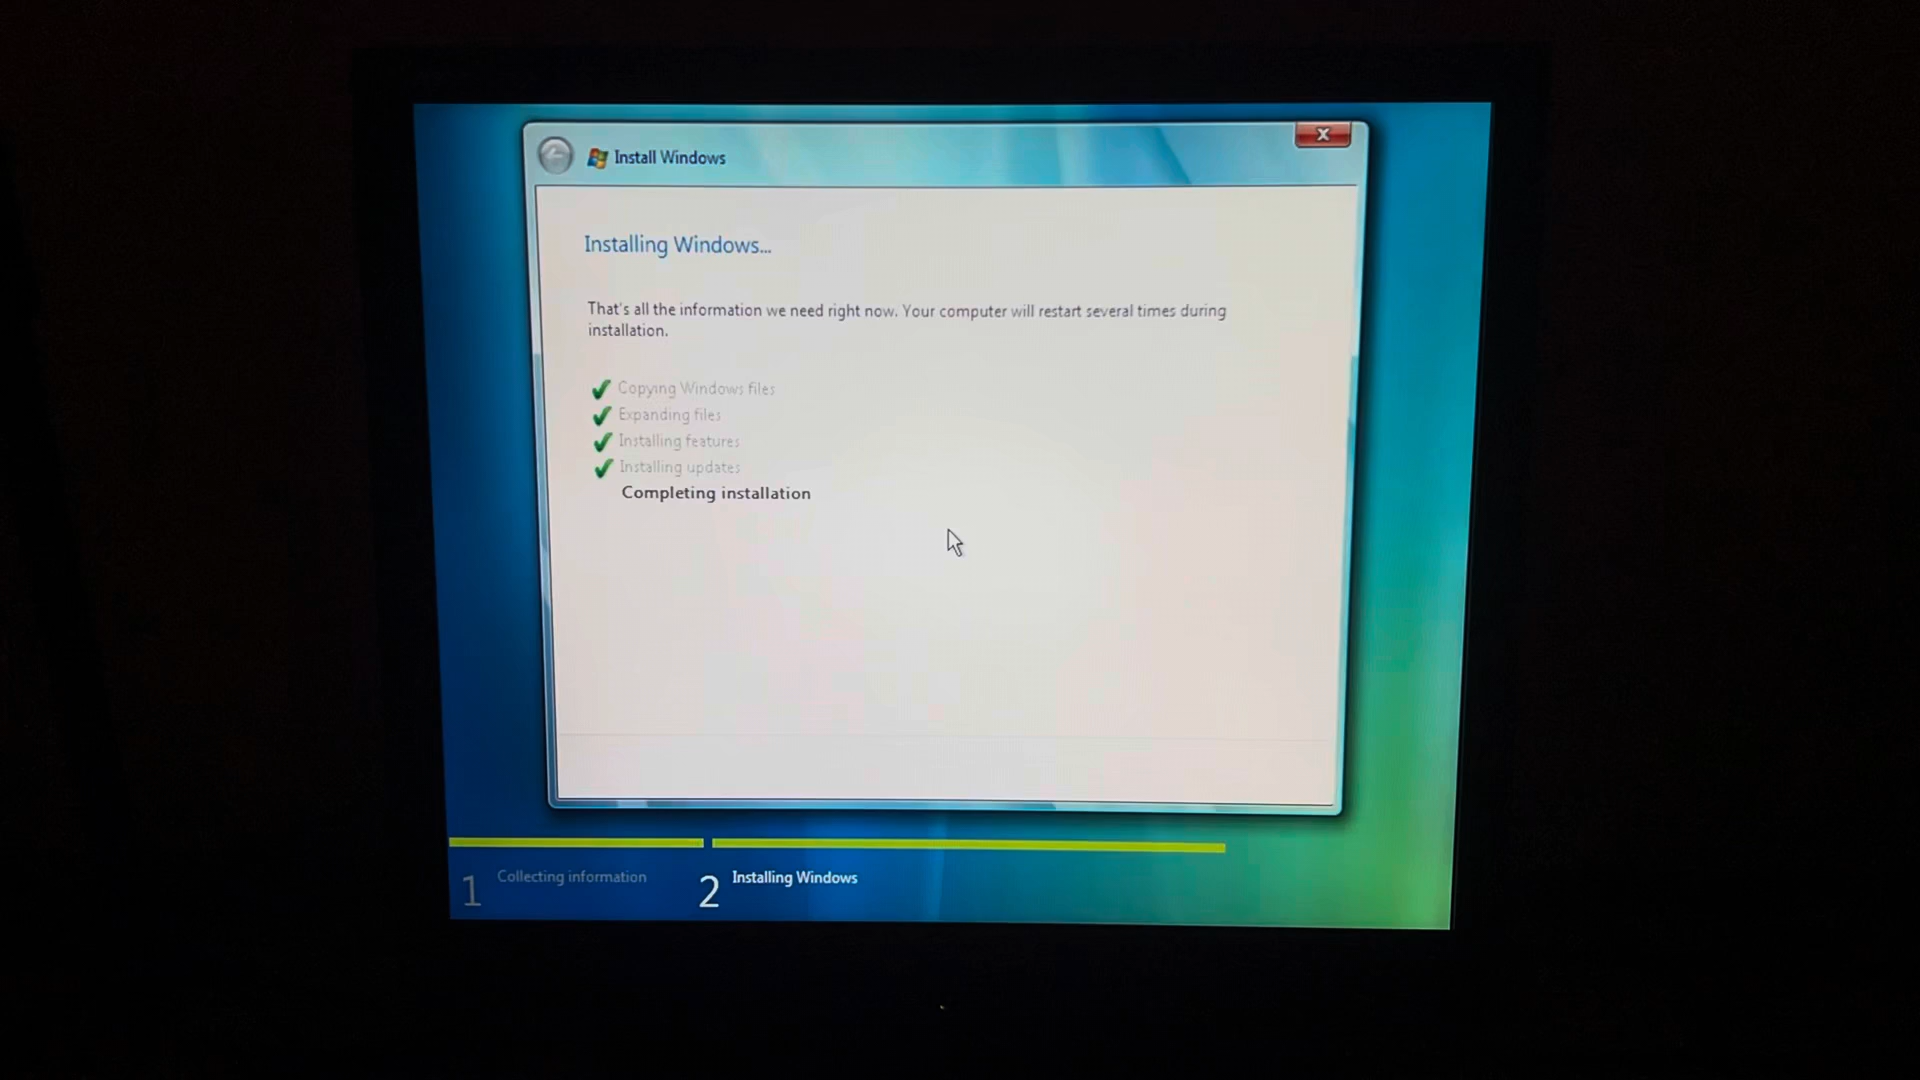 Install Windows
Installing Windows...
That's all the information we need right now. Your computer will restart several times during
installation.
Copying Windows files
Expanding files
Installing features
Installing updates
Completing installation
1 Collecting information
2 Installing Windows